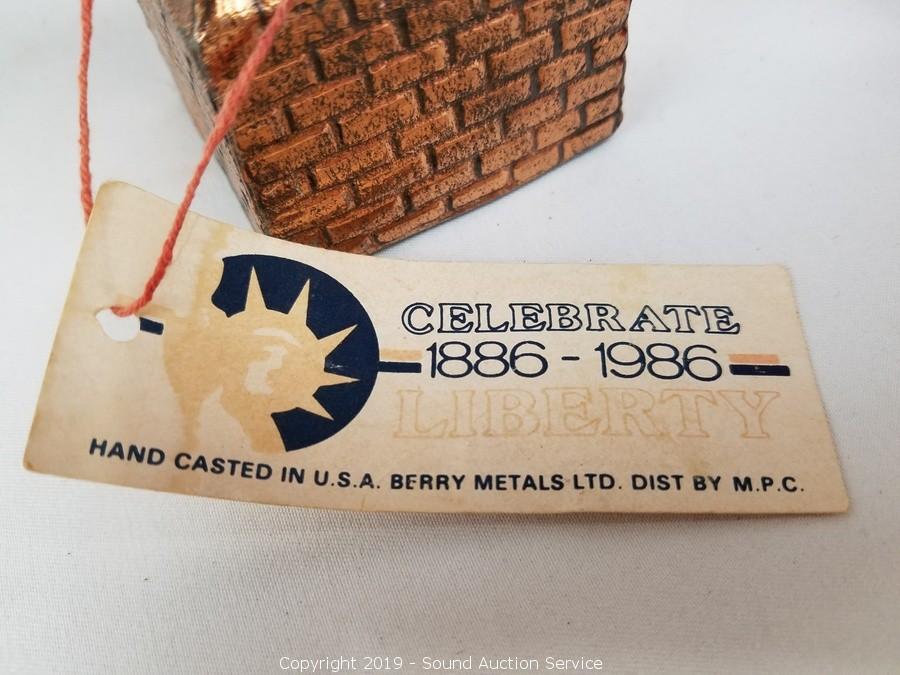 CELEBRATE
1886 - 1986
LIBERTY
HAND CASTED IN U.S.A. BERRY METALS LTD. DIST BY M.P.C.
Copyright 2019 - Sound Auction Service